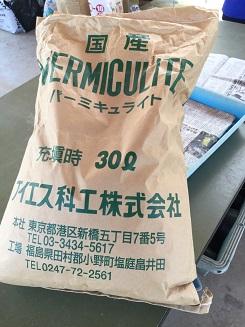 国産
VERMICULITE
バーミキュライト
充填時 30ℓ
アイエス科工株式会社
本社 東京都港区新橋五丁目7番5号
TEL03-3434-5617
工場 福島県田村郡小野町塩庭畠井田
TEL0247-72-2561